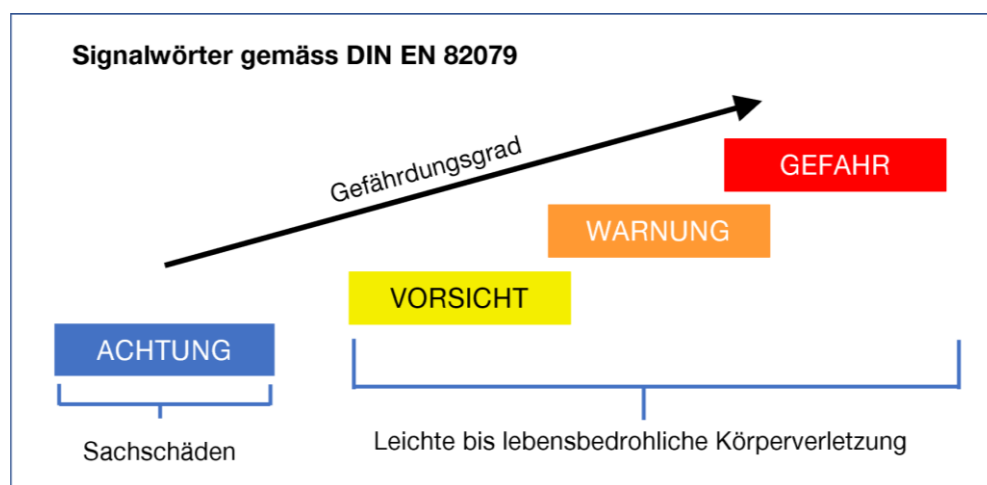 Signalwörter gemäss DIN EN 82079
Gefährdungsgrad
GEFAHR
WARNUNG
VORSICHT
ACHTUNG
Sachschäden
Leichte bis lebensbedrohliche Körperverletzung